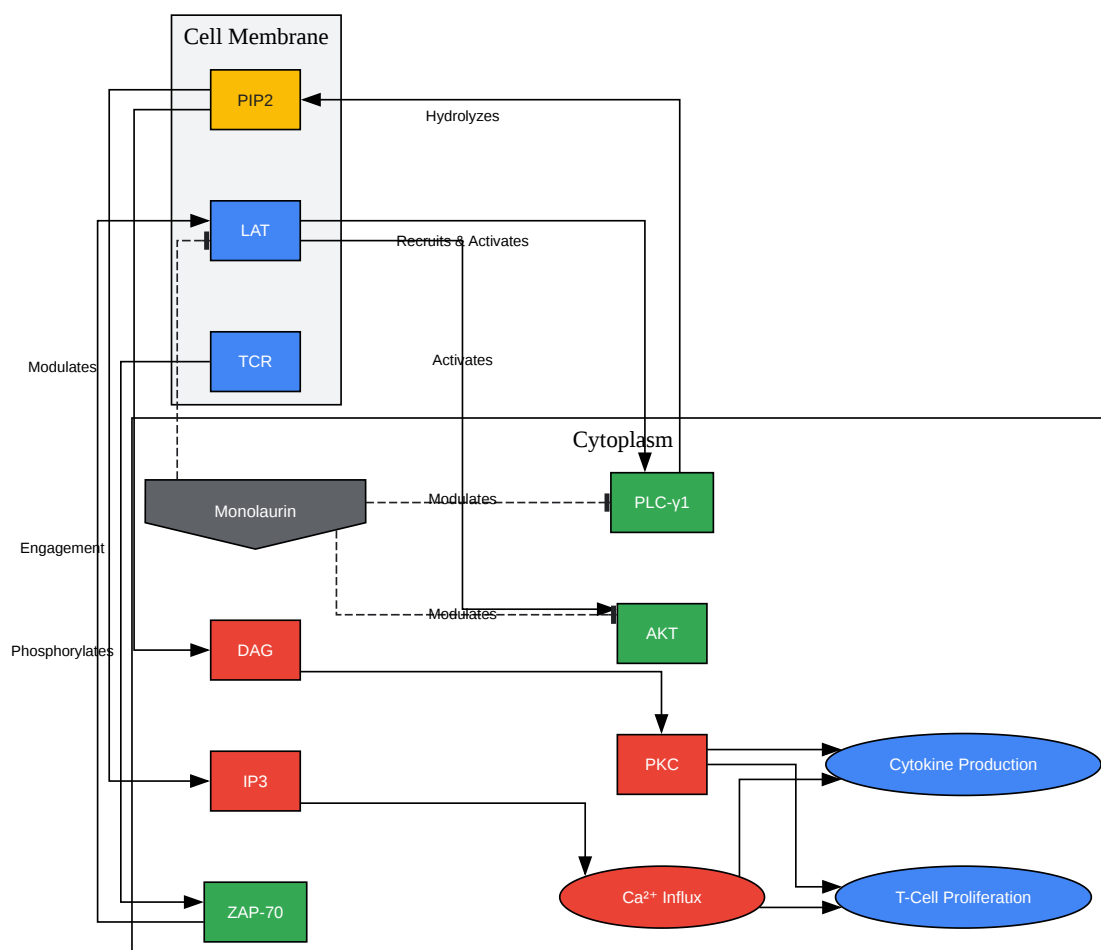 Cell Membrane
PIP2
Hydrolyzes
LAT
Recruits & Activates
TCR
Activates
Modulates
Cytoplasm
Modulates
PLC-γ1
Monolaurin
Engagement
Modulates
AKT
DAG
Phosphorylates
PKC
Cytokine Production
IP3
Ca²⁺ Influx
T-Cell Proliferation
ZAP-70